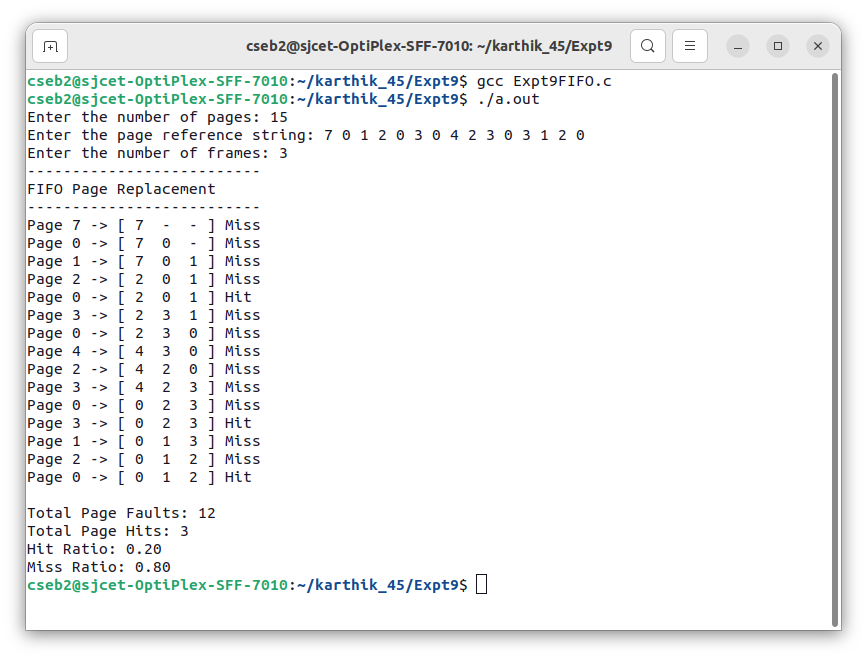 cseb2@sjcet-OptiPlex-SFF-7010: ~/karthik_45/Expt9
cseb2@sjcet-OptiPlex-SFF-7010:~/karthik_45/Expt9$ gcc Expt9FIFO.c
cseb2@sjcet-OptiPlex-SFF-7010:~/karthik_45/Expt9$ ./a.out
Enter the number of pages: 15
Enter the page reference string: 7 0 1 2 0 3 0 4 2 3 0 3 1 2 0
Enter the number of frames: 3
--------------------------
FIFO Page Replacement
--------------------------
Page 7 -> [ 7  -  - ] Miss
Page 0 -> [ 7  0  - ] Miss
Page 1 -> [ 7  0  1 ] Miss
Page 2 -> [ 2  0  1 ] Miss
Page 0 -> [ 2  0  1 ] Hit
Page 3 -> [ 2  3  1 ] Miss
Page 0 -> [ 2  3  0 ] Miss
Page 4 -> [ 4  3  0 ] Miss
Page 2 -> [ 4  2  0 ] Miss
Page 3 -> [ 4  2  3 ] Miss
Page 0 -> [ 0  2  3 ] Miss
Page 3 -> [ 0  2  3 ] Hit
Page 1 -> [ 0  1  3 ] Miss
Page 2 -> [ 0  1  2 ] Miss
Page 0 -> [ 0  1  2 ] Hit

Total Page Faults: 12
Total Page Hits: 3
Hit Ratio: 0.20
Miss Ratio: 0.80
cseb2@sjcet-OptiPlex-SFF-7010:~/karthik_45/Expt9$